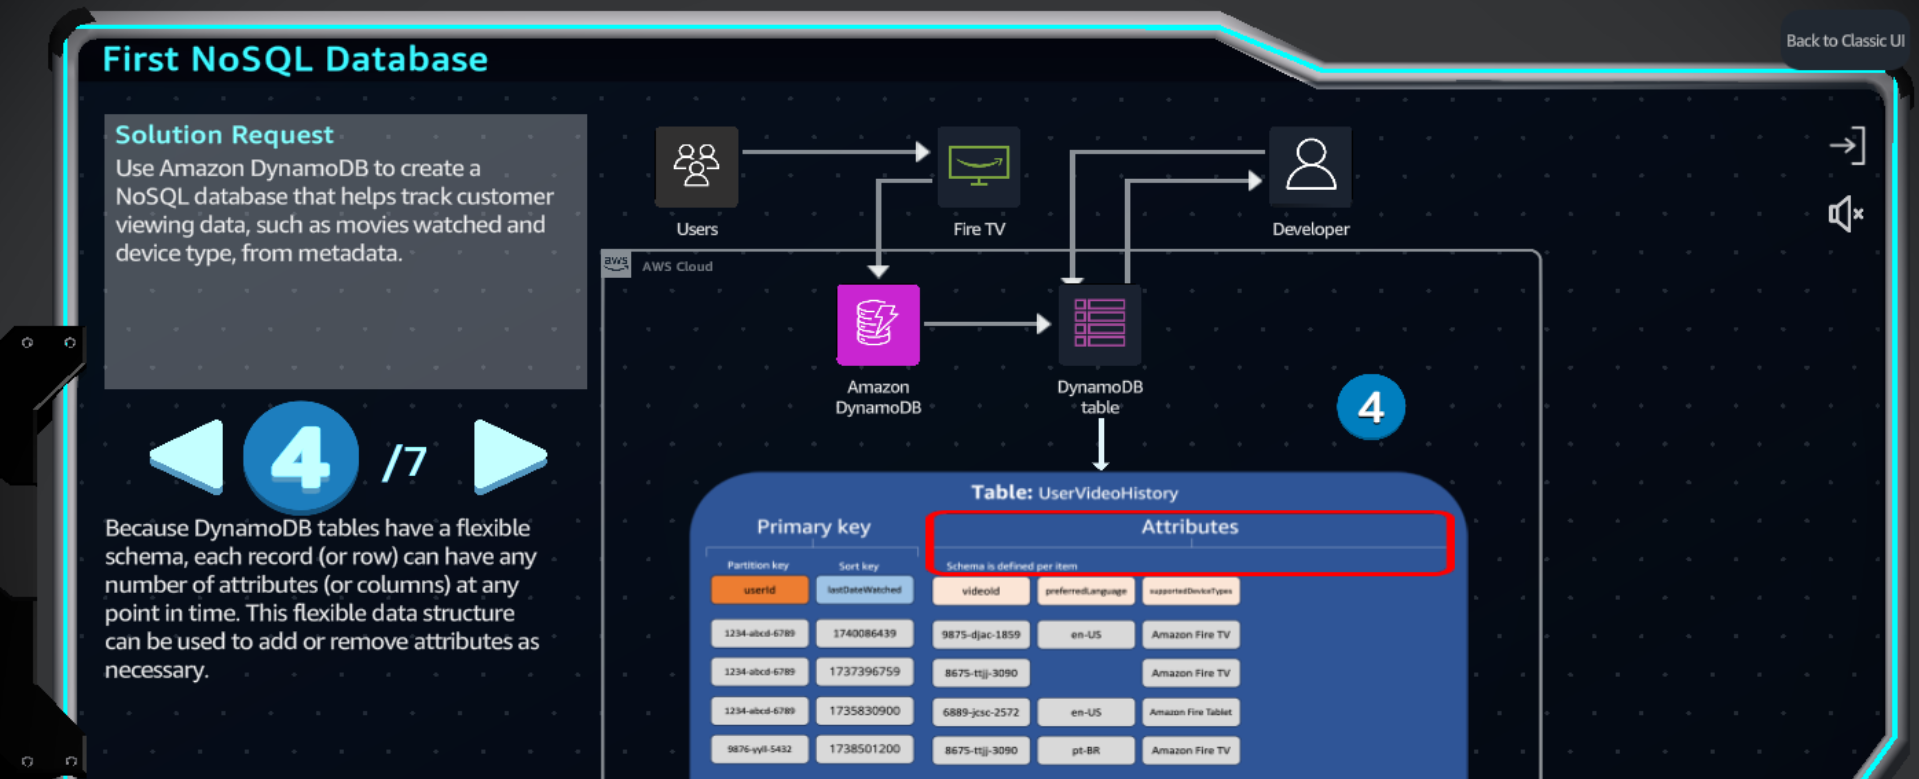 Back to Classic UI
First NoSQL Database
Solution Request
Use Amazon DynamoDB to create a
NoSQL database that helps track customer
viewing data, such as movies watched and
device type, from metadata.
4 /7
Because DynamoDB tables have a flexible
schema, each record (or row) can have any
number of attributes (or columns) at any
point in time. This flexible data structure
can be used to add or remove attributes as
necessary.
Users
Fire TV
Developer
aws
AWS Cloud
Amazon
DynamoDB
DynamoDB
table
4
Table: UserVideoHistory
Primary key
Attributes
Partition key
Sort key
Schema is defined per item
userId lastDateWatched videoId preferredLanguage supportedDeviceTypes
1234-abcd-6789 1740086439 9875-djac-1859 en-US Amazon Fire TV
1234-abcd-6789 1737396759 8675-ttjj-3090 Amazon Fire TV
1234-abcd-6789 1735830900 6889-jcsc-2572 en-US Amazon Fire Tablet
9876-yyll-5432 1738501200 8675-ttjj-3090 pt-BR Amazon Fire TV